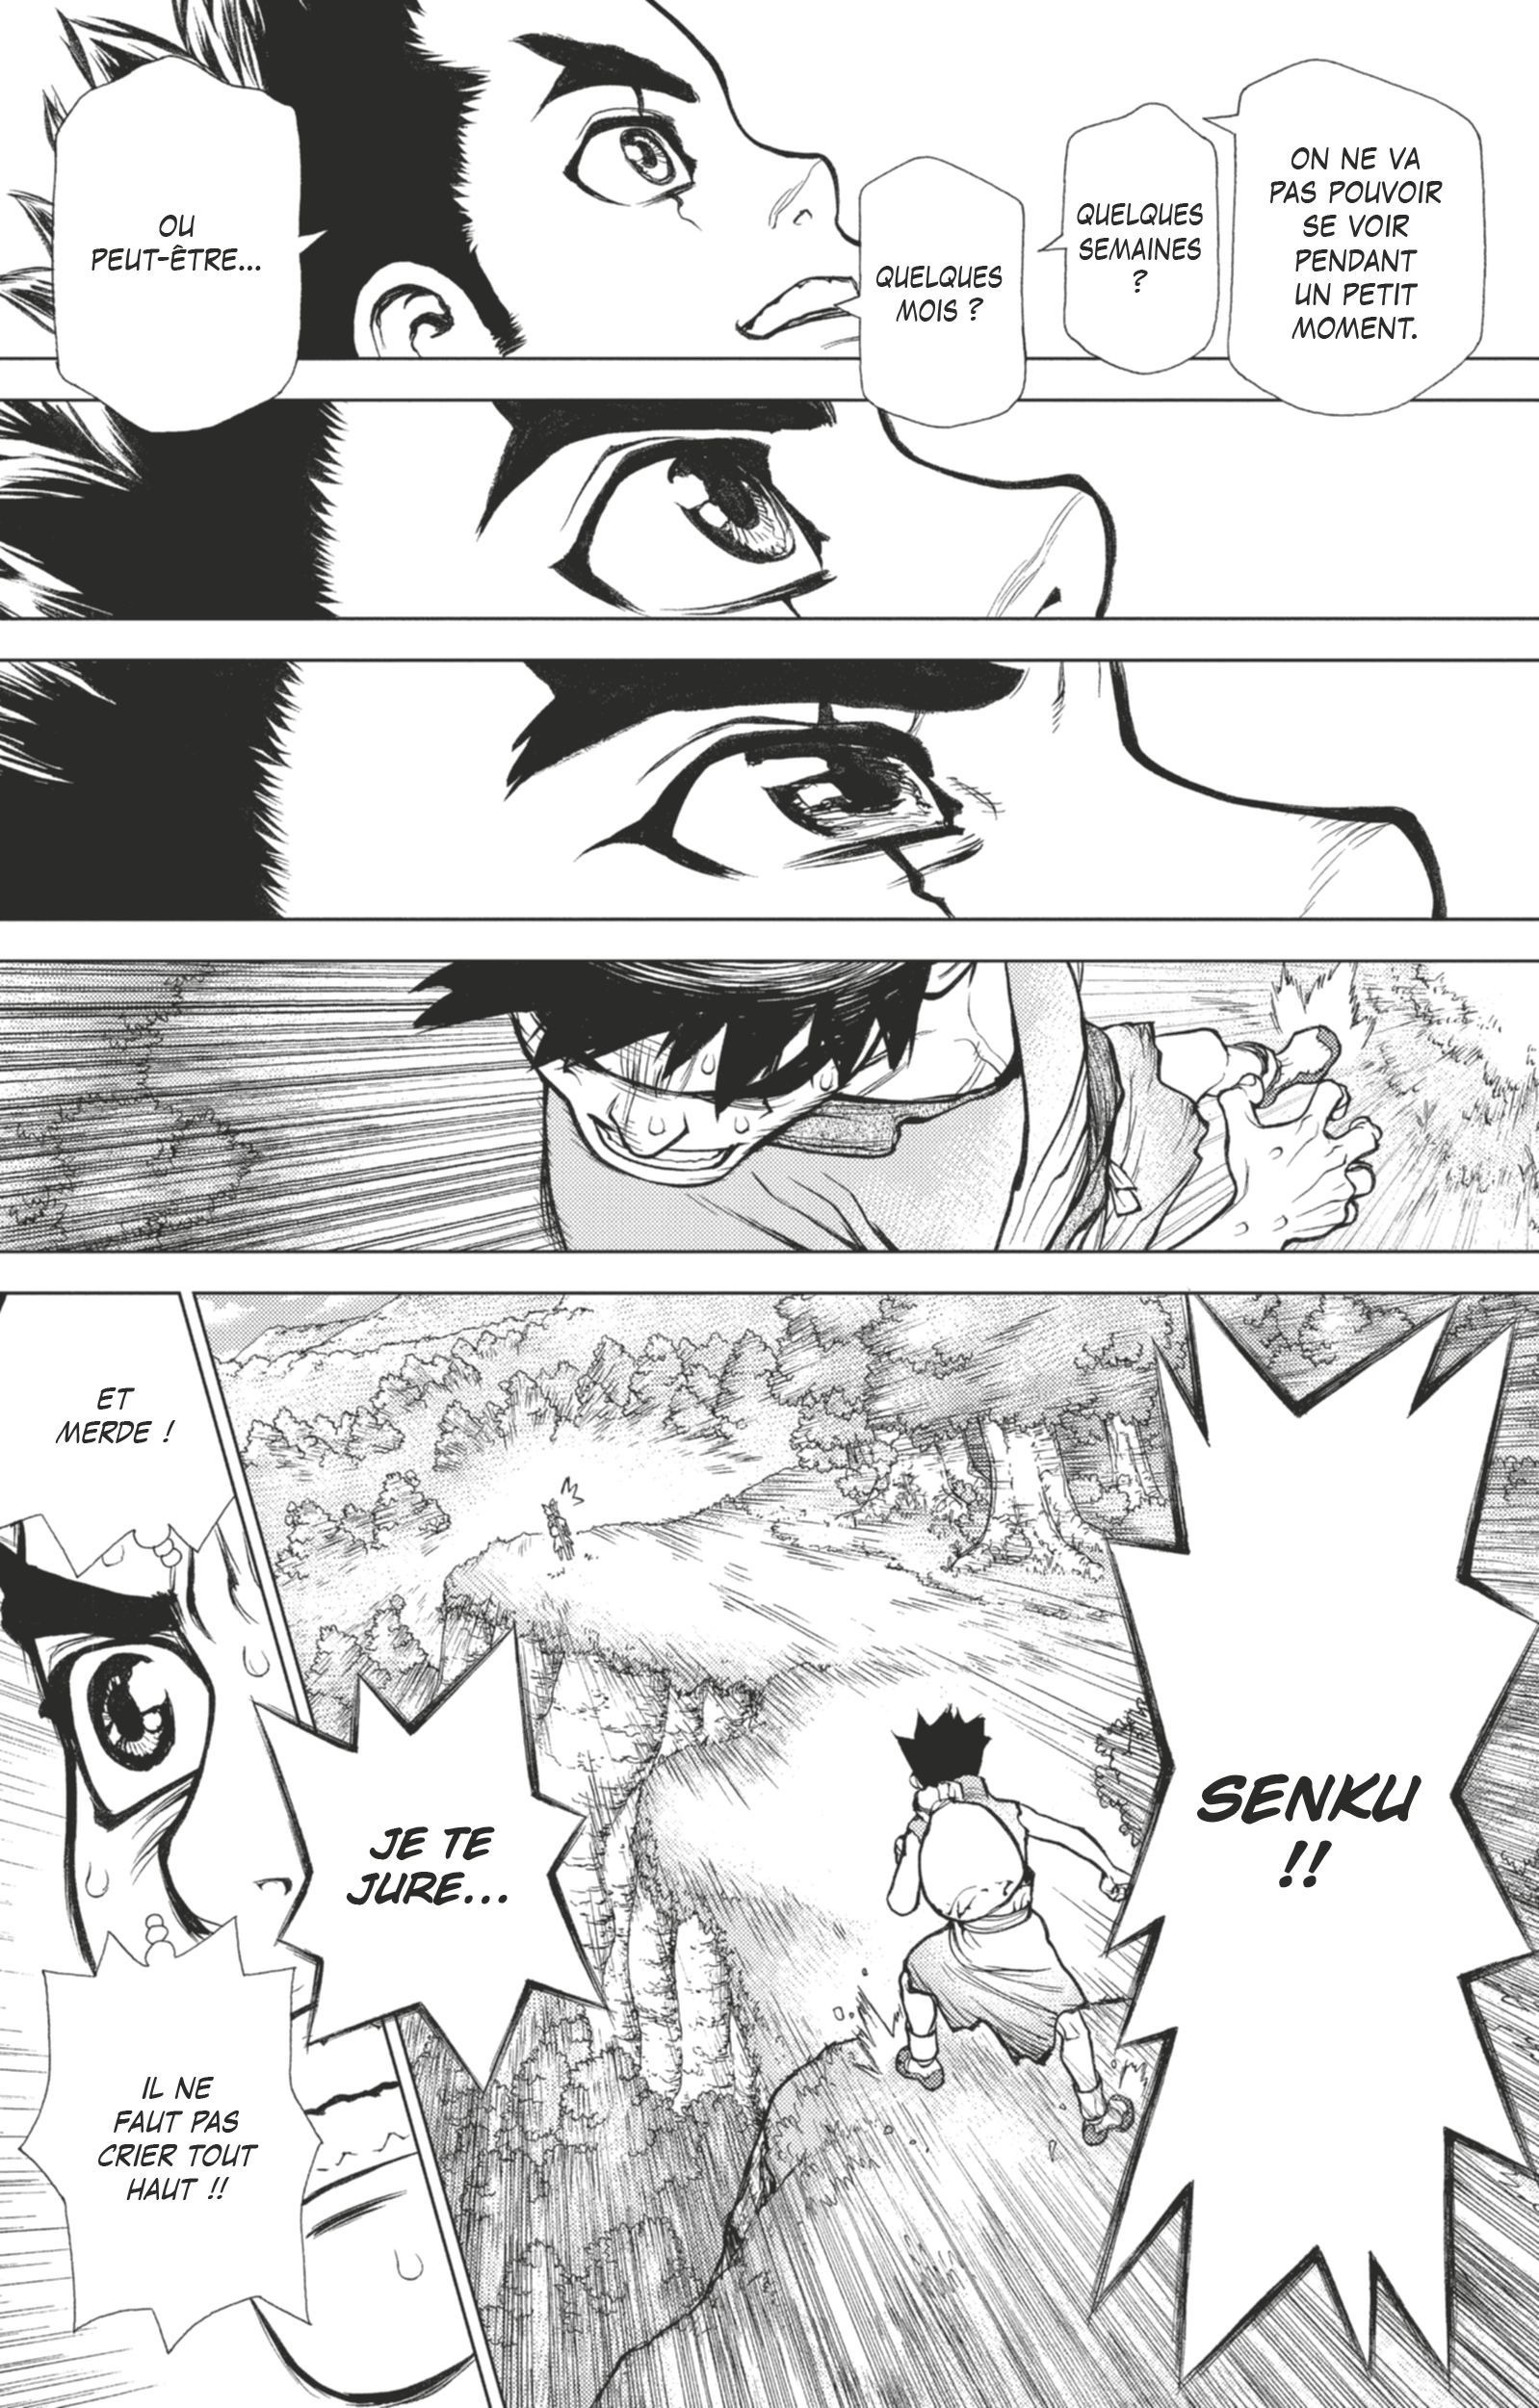 ON NE VA
PAS POUVOIR
SE VOIR
PENDANT
UN PETIT
MOMENT.
QUELQUES
SEMAINES
?
QUELQUES
MOIS ?
OU
PEUT-ÊTRE...
SENKU
!!
JE TE
JURE...
ET
MERDE !
IL NE
FAUT PAS
CRIER TOUT
HAUT !!